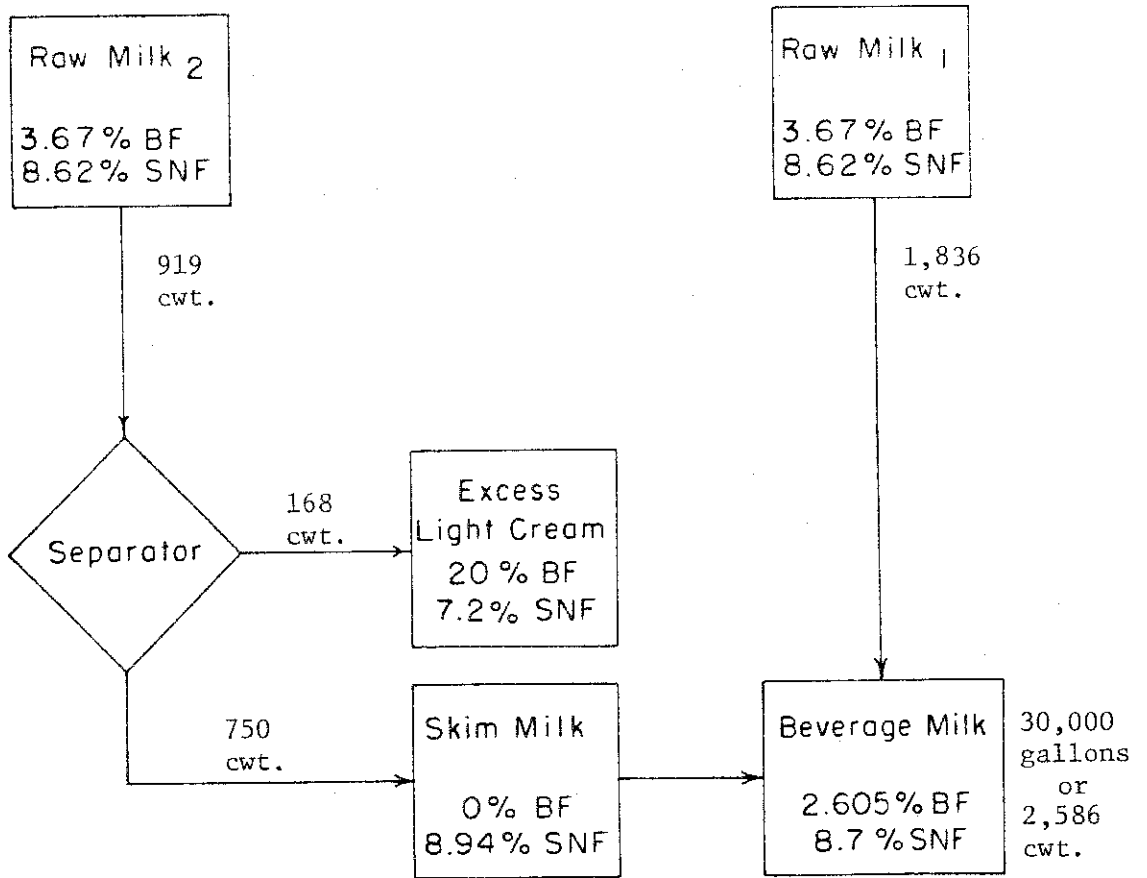 Raw Milk 2
3.67% BF
8.62% SNF
Raw Milk 1
3.67% BF
8.62% SNF
919
cwt.
1,836
cwt.
Separator
168
cwt.
Excess
Light Cream
20% BF
7.2% SNF
750
cwt.
Skim Milk
0% BF
8.94% SNF
Beverage Milk
2.605% BF
8.7% SNF
30,000
gallons
or
2,586
cwt.